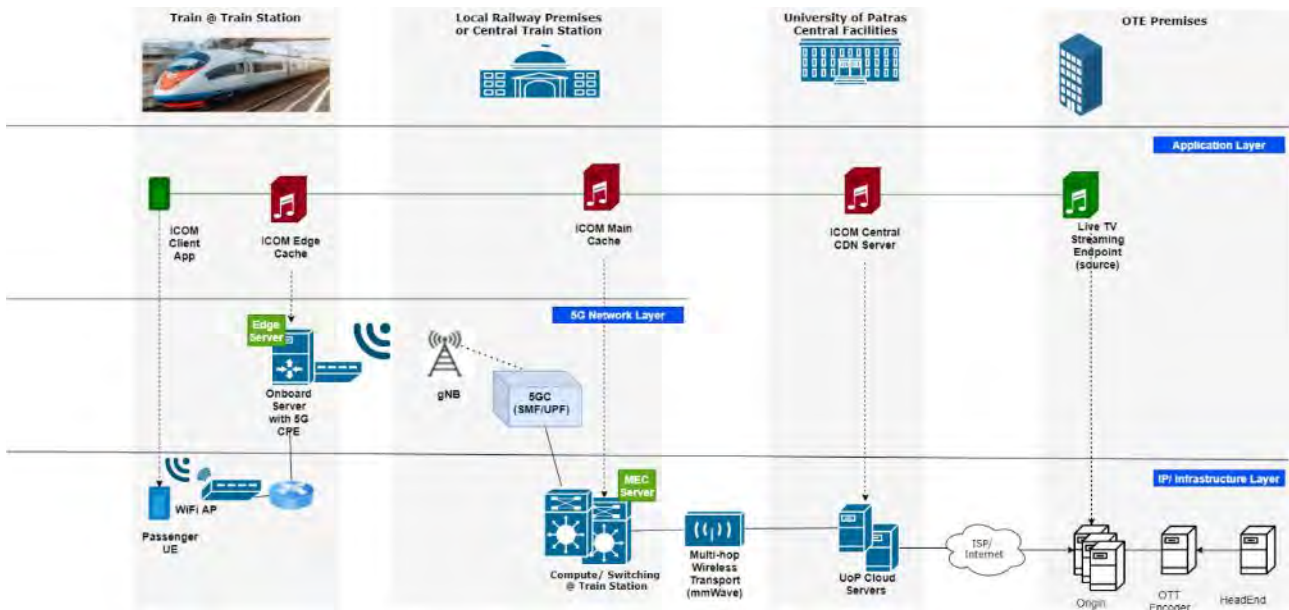 Train @ Train Station
Local Railway Premises
or Central Train Station
University of Patras
Central Facilities
OTE Premises
Application Layer
ICOM
Client
App
ICOM Edge
Cache
ICOM Main
Cache
ICOM Central
CDN Server
Live TV
Streaming
Endpoint
(source)
5G Network Layer
Edge
Server
Onboard
Server
with 5G
CPE
gNB
5GC
(SMF/UPF)
IP/ Infrastructure Layer
MEC
Server
WiFi AP
Passenger
UE
Compute/ Switching
@ Train Station
Multi-hop
Wireless
Transport
(mmWave)
UoP Cloud
Servers
ISP/
Internet
Origin
OTT
Encoder
HeadEnd